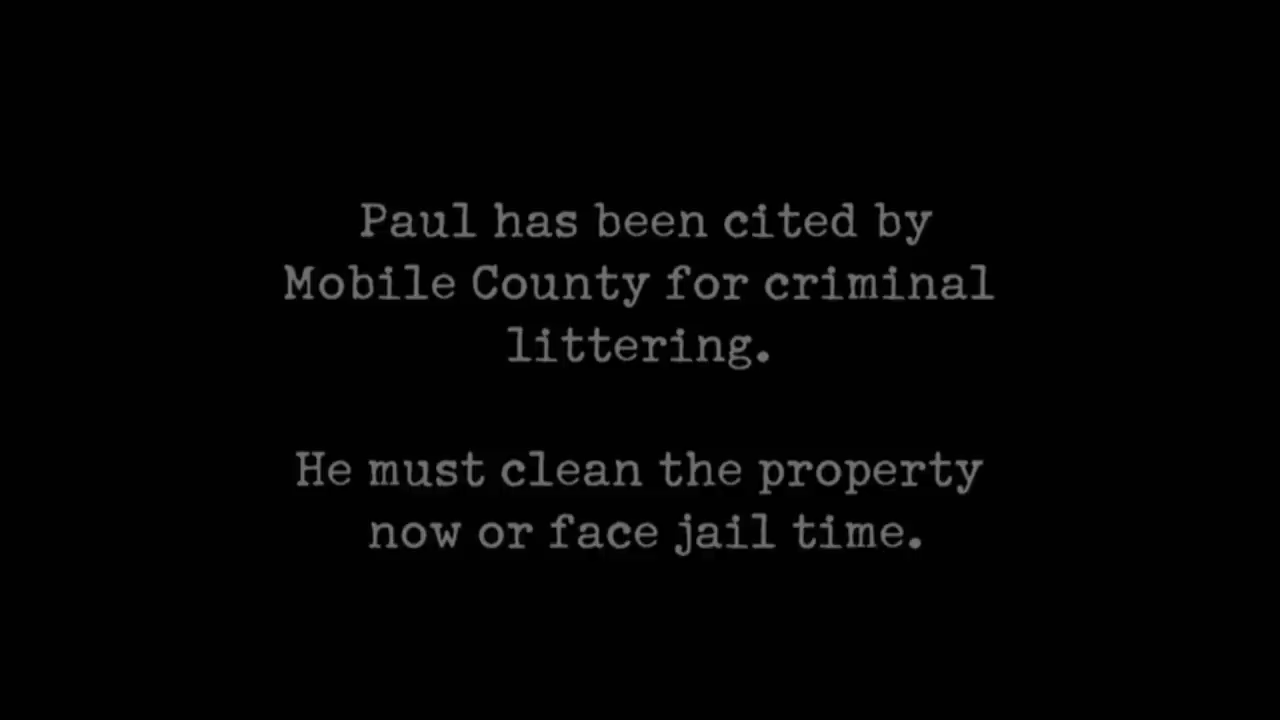 Paul has been cited by
Mobile County for criminal
littering.
He must clean the property
now or face jail time.